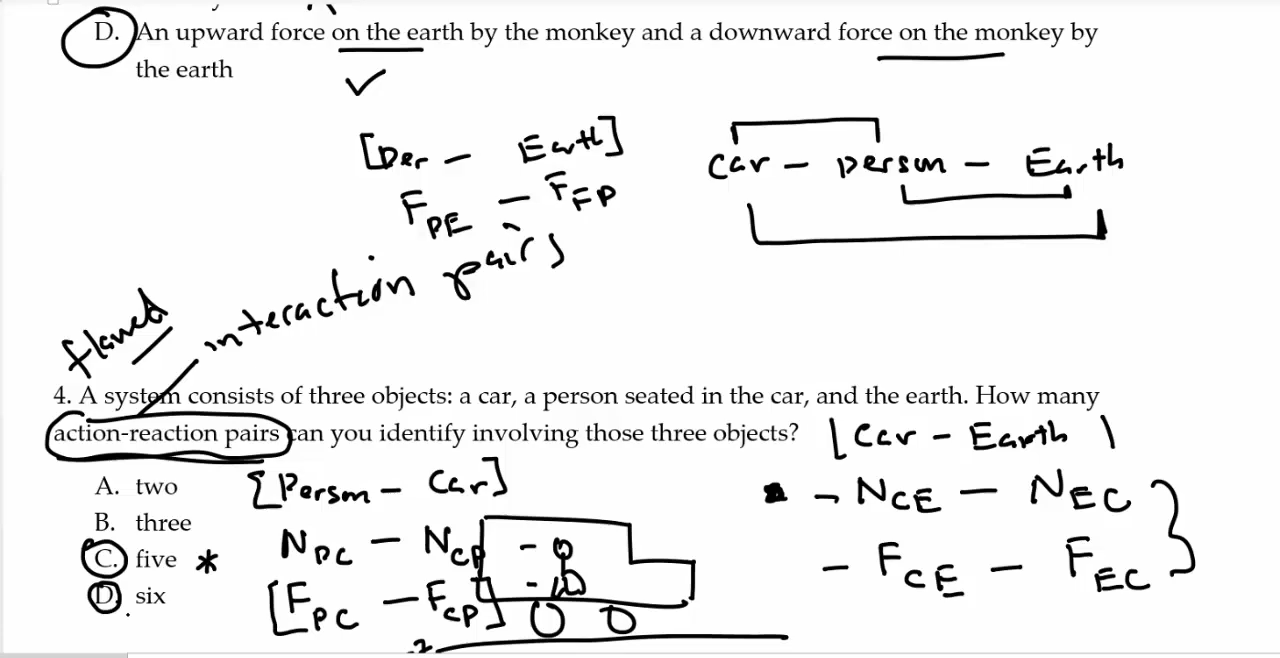 D. An upward force on the earth by the monkey and a downward force on the monkey by
the earth
[Per - Earth]
F_PE - F_EP
car - person - Earth
interaction pairs
flawed
4. A system consists of three objects: a car, a person seated in the car, and the earth. How many
action-reaction pairs can you identify involving those three objects?
[Car - Earth]
A. two
B. three
C. five *
D. six
[Person - Car]
N_PC - N_CP
[F_PC - F_CP]
- N_CE - N_EC
- F_CE - F_EC